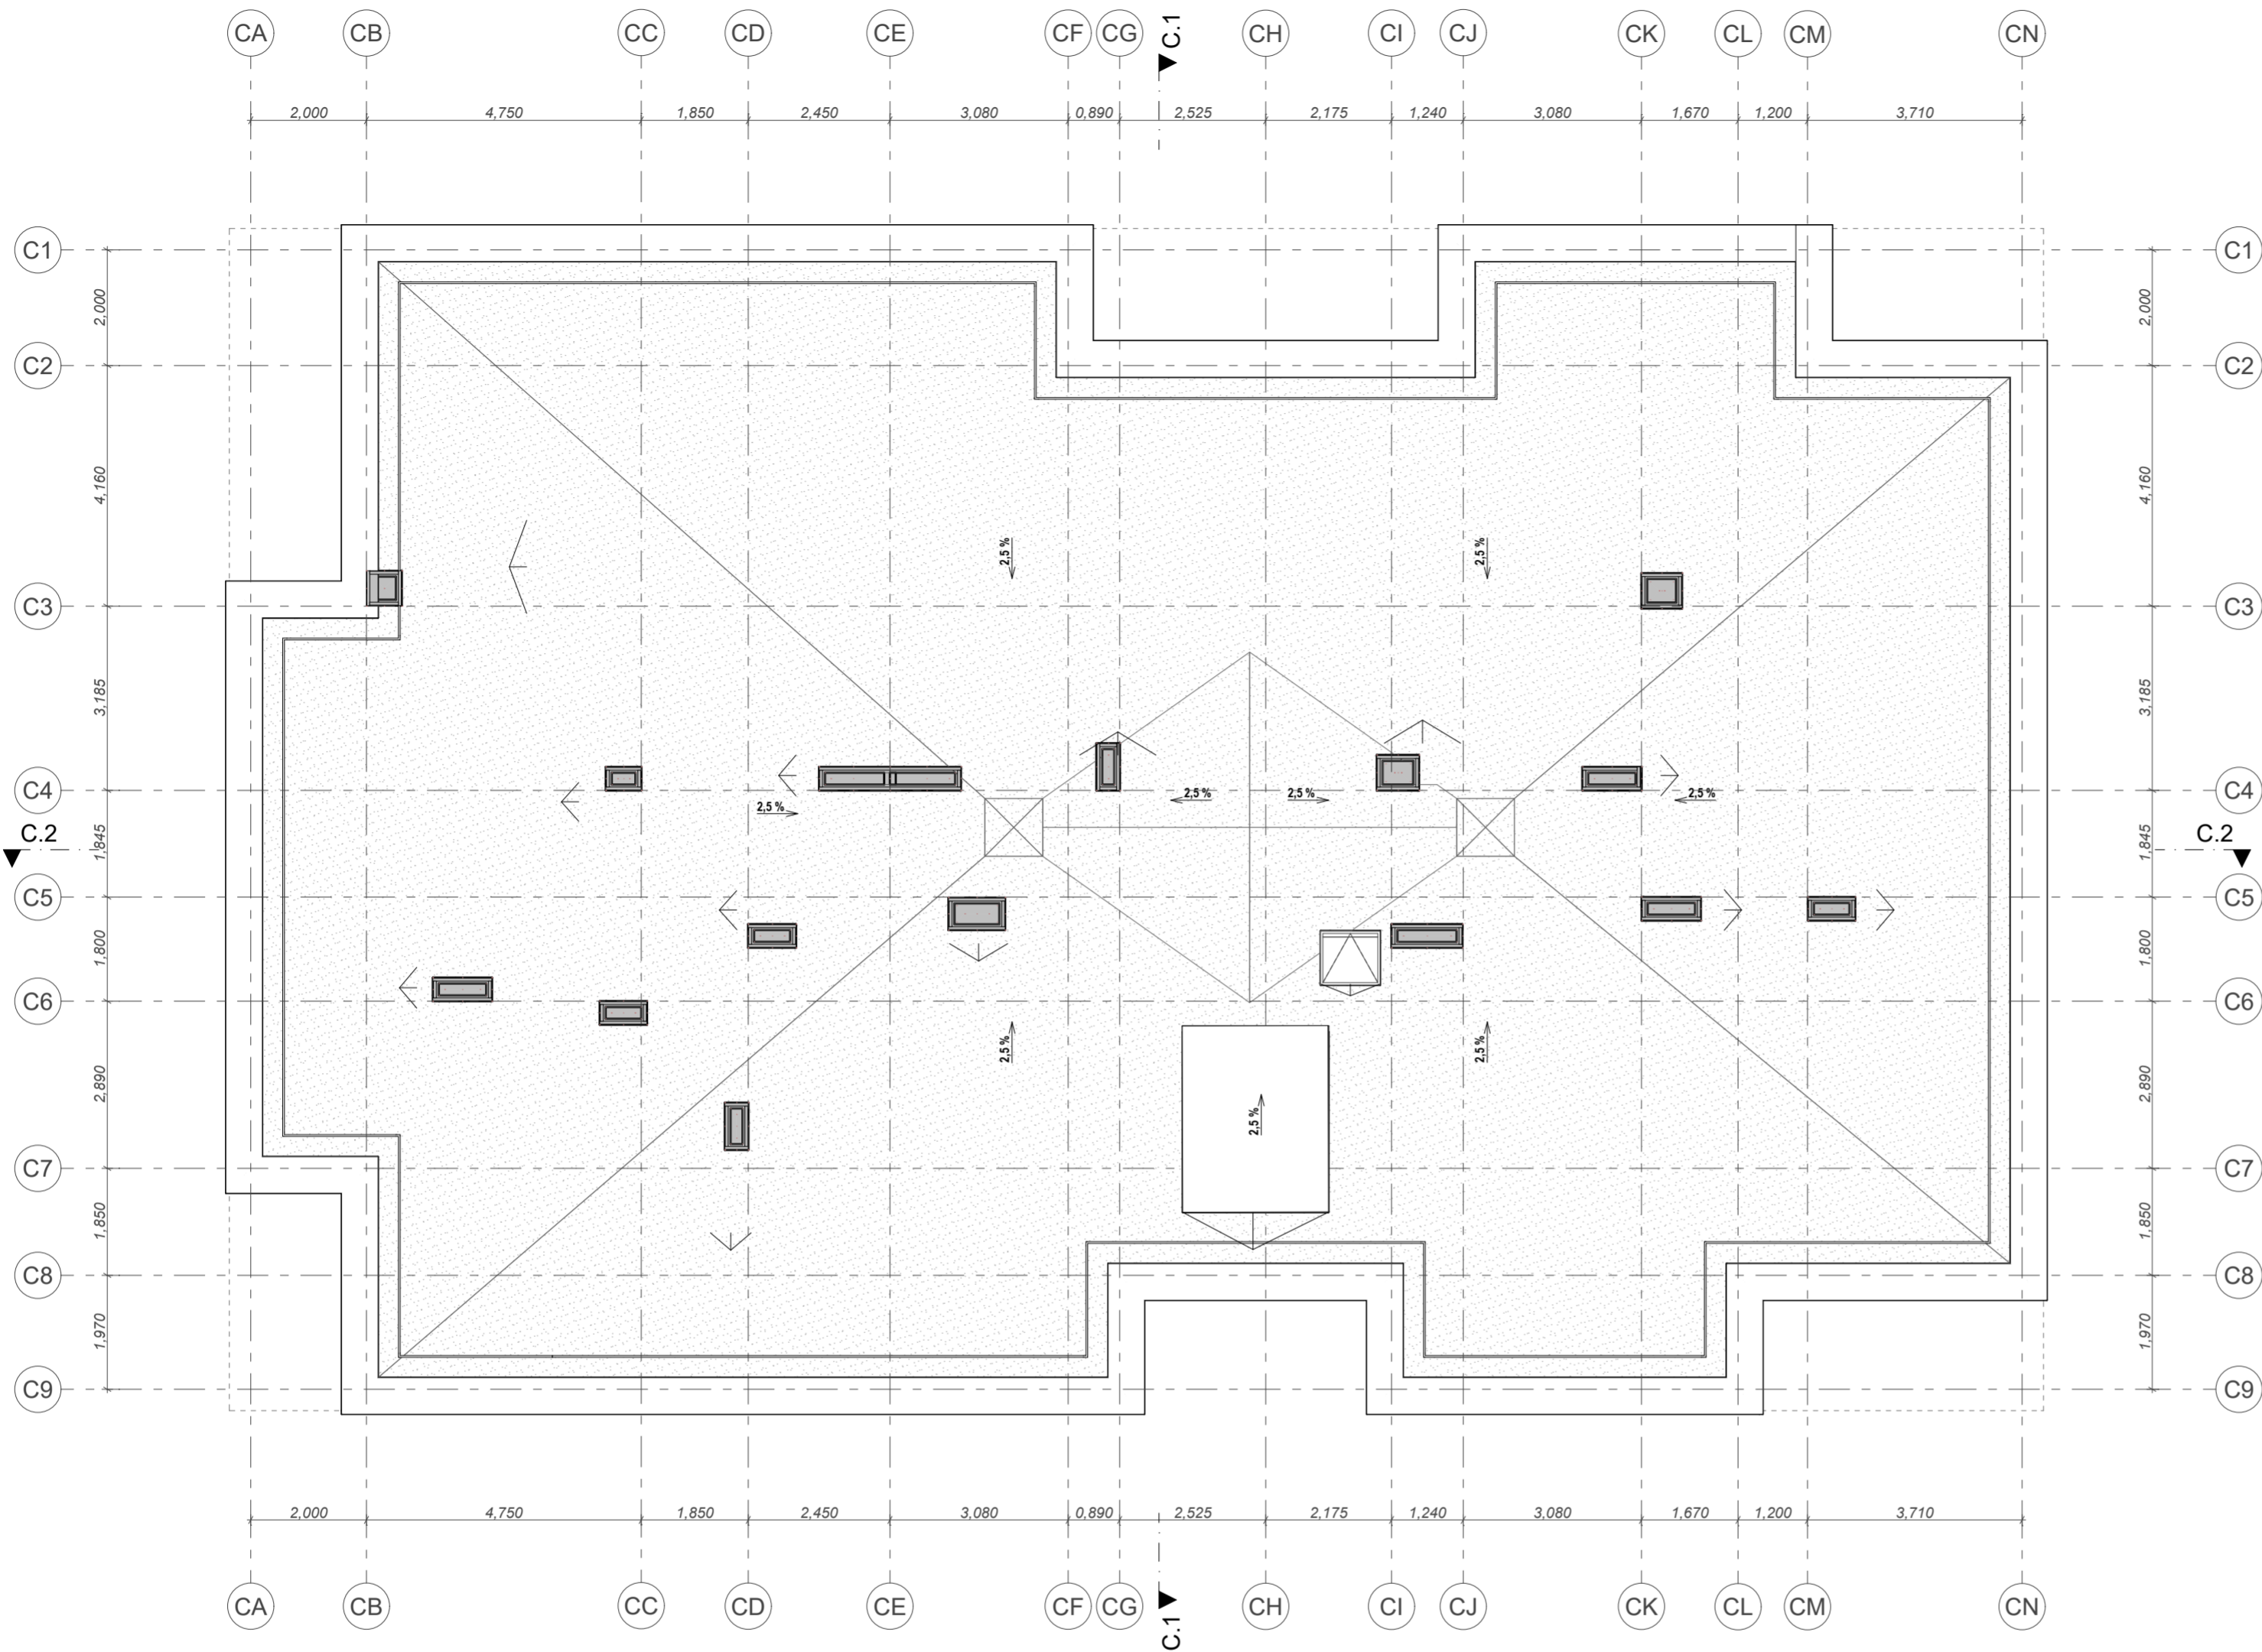 CA CB CC CD CE CF CG C.1 CH CI CJ CK CL CM CN
2,000 4,750 1,850 2,450 3,080 0,890 2,525 2,175 1,240 3,080 1,670 1,200 3,710
C1 C1
2,000 2,000
C2 C2
4,160 4,160
2,5 % 2,5 %
C3 C3
3,185 3,185
C4 C4
2,5 % 2,5 % 2,5 % 2,5 %
C.2 1,845 1,845 C.2
C5 C5
1,800 1,800
C6 C6
2,5 % 2,5 %
2,890 2,5 % 2,890
C7 C7
1,850 1,850
C8 C8
1,970 1,970
C9 C9
2,000 4,750 1,850 2,450 3,080 0,890 2,525 2,175 1,240 3,080 1,670 1,200 3,710
CA CB CC CD CE CF CG C.1 CH CI CJ CK CL CM CN